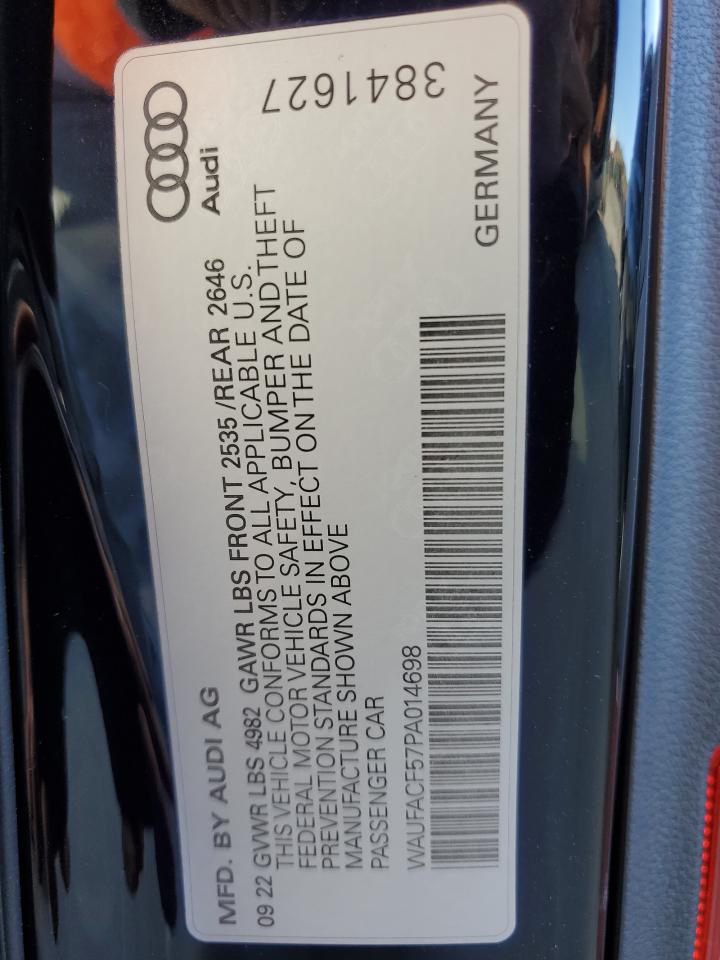 MFD. BY AUDI AG
Audi
09 22 GVWR LBS 4982 GAWR LBS FRONT 2535 /REAR 2646
THIS VEHICLE CONFORMS TO ALL APPLICABLE U.S.
FEDERAL MOTOR VEHICLE SAFETY, BUMPER AND THEFT
PREVENTION STANDARDS IN EFFECT ON THE DATE OF
MANUFACTURE SHOWN ABOVE
PASSENGER CAR
WAUFACF57PA014698
GERMANY
3841627